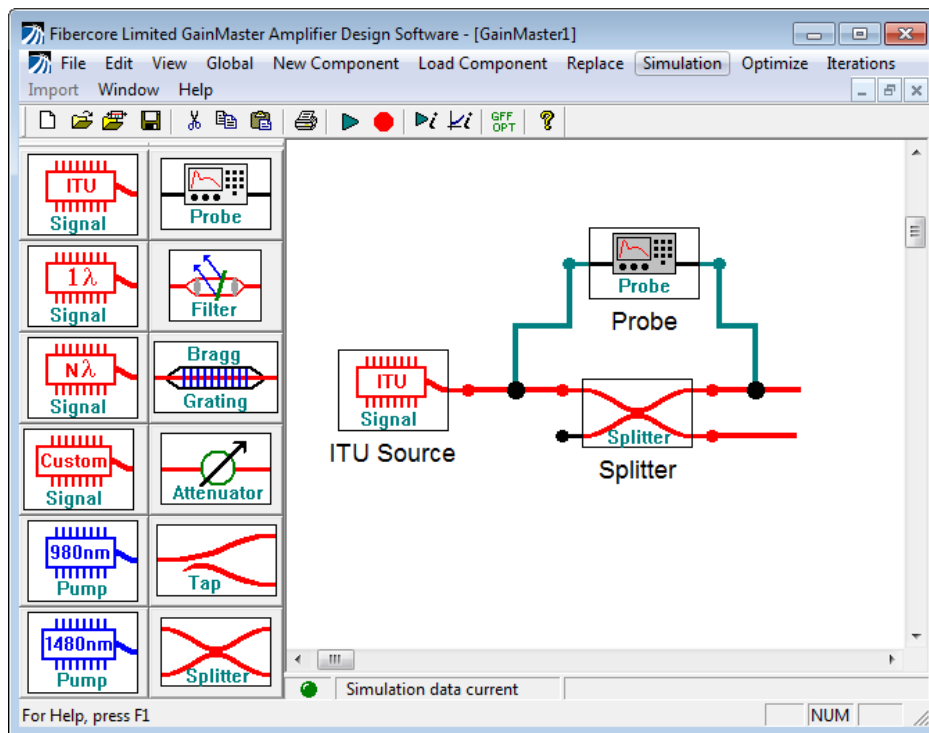 Fibercore Limited GainMaster Amplifier Design Software - [GainMaster1]
File Edit View Global New Component Load Component Replace Simulation Optimize Iterations
Import Window Help
GFF
OPT
ITU
Signal
Probe
1λ
Signal
Filter
Nλ
Signal
Bragg
Grating
Custom
Signal
Attenuator
980nm
Pump
Tap
1480nm
Pump
Splitter
Probe
Probe
ITU
Signal
ITU Source
Splitter
Splitter
Simulation data current
For Help, press F1
NUM